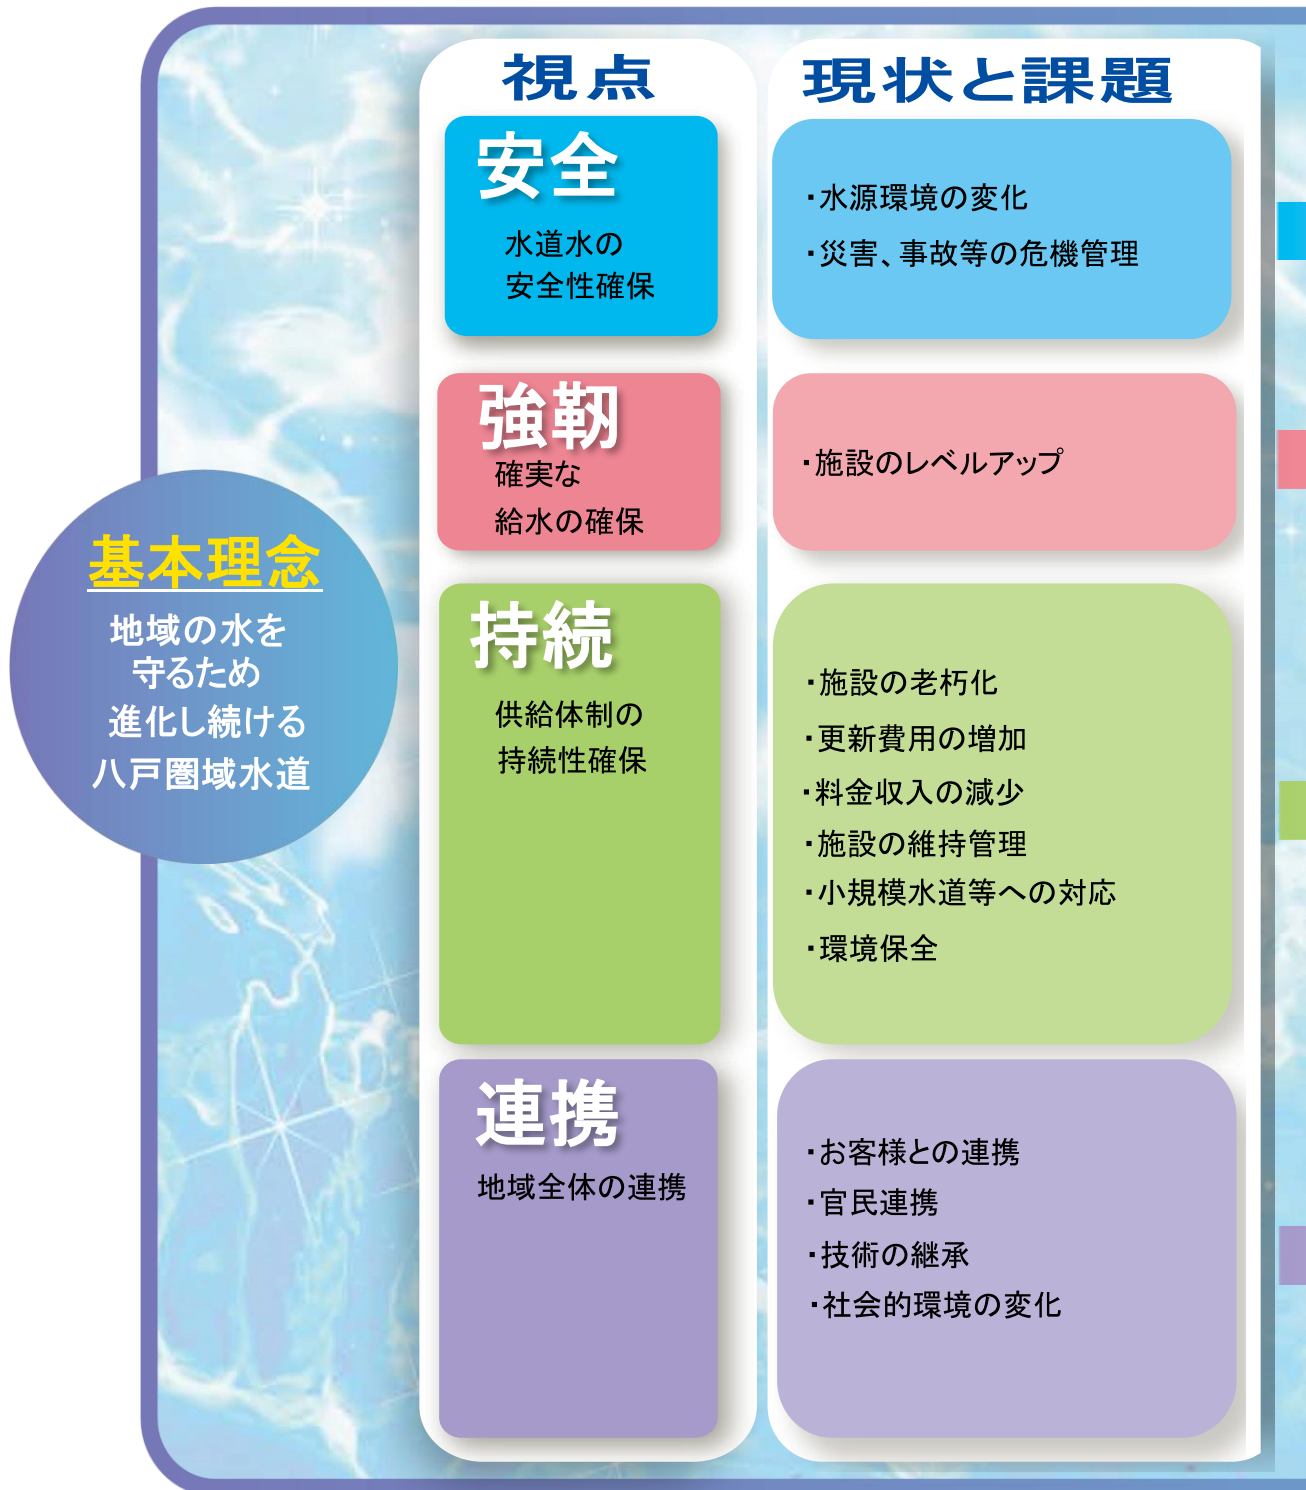 基本理念
地域の水を
守るため
進化し続ける
八戸圏域水道
視点
現状と課題
安全
水道水の
安全性確保
・水源環境の変化
・災害、事故等の危機管理
強靭
確実な
給水の確保
・施設のレベルアップ
持続
供給体制の
持続性確保
・施設の老朽化
・更新費用の増加
・料金収入の減少
・施設の維持管理
・小規模水道等への対応
・環境保全
連携
地域全体の連携
・お客様との連携
・官民連携
・技術の継承
・社会的環境の変化